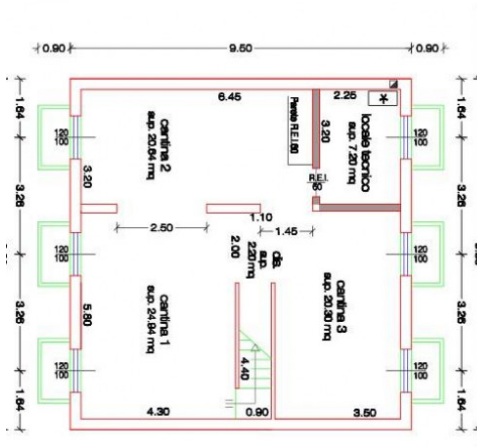 0.90
9.50
0.90
6.45
2.25
*
1.64
3.26
3.26
1.64
120
100
120
100
120
100
120
100
120
100
120
100
cantina 2
sup. 20.64 mq
Parete R.E.I.60
3.20
locale tecnico
sup. 7.20 mq
R.E.I.
60
3.20
1.10
2.50
1.45
2.00
dis.
sup.
2.20 mq
5.80
cantina 1
sup. 24.94 mq
cantina 3
sup. 20.30 mq
4.40
4.30
0.90
3.50
1.64
3.26
3.26
1.64